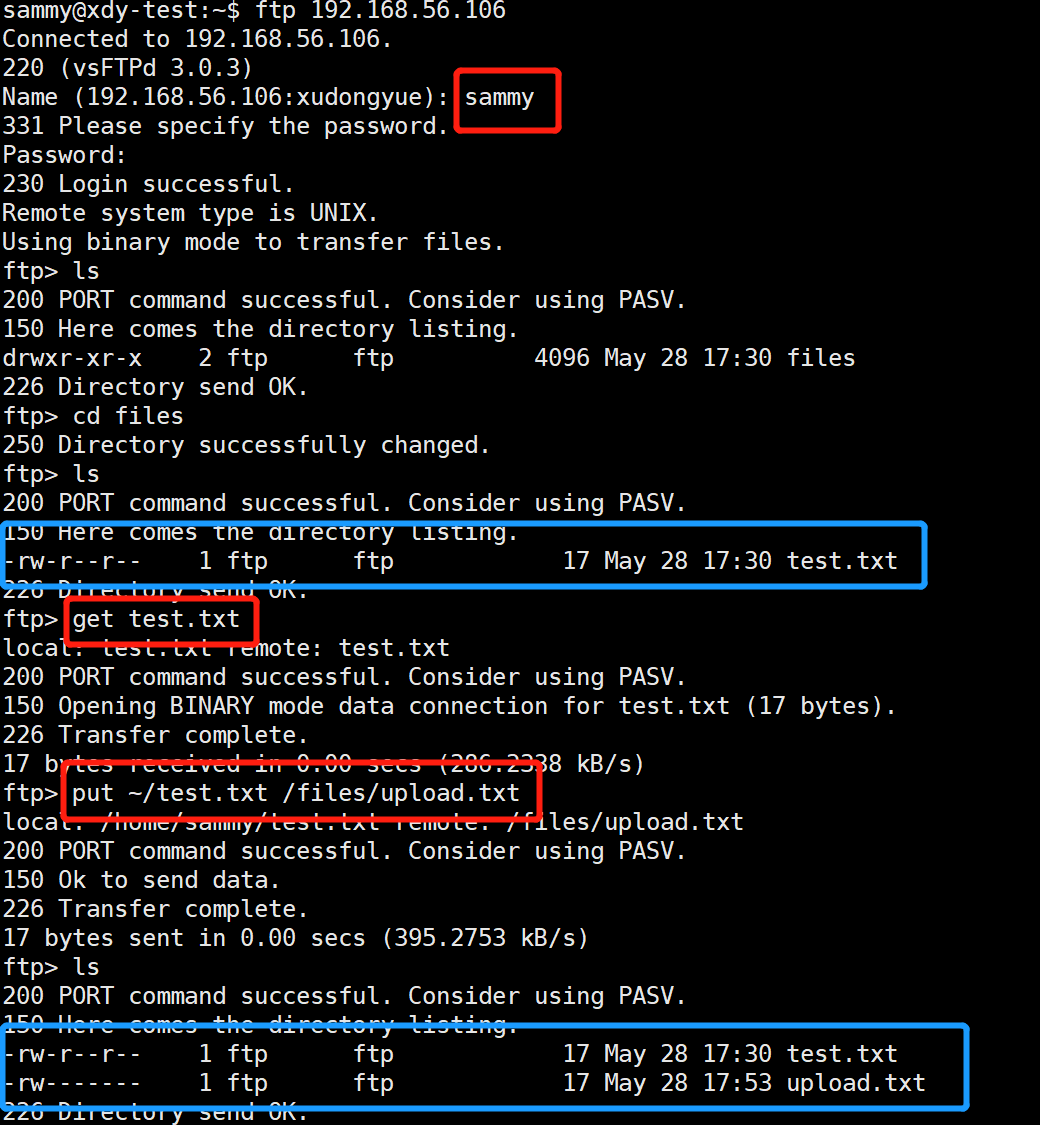 sammy@xdy-test:~$ ftp 192.168.56.106
Connected to 192.168.56.106.
220 (vsFTPd 3.0.3)
Name (192.168.56.106:xudongyue): sammy
331 Please specify the password.
Password:
230 Login successful.
Remote system type is UNIX.
Using binary mode to transfer files.
ftp> ls
200 PORT command successful. Consider using PASV.
150 Here comes the directory listing.
drwxr-xr-x    2 ftp      ftp          4096 May 28 17:30 files
226 Directory send OK.
ftp> cd files
250 Directory successfully changed.
ftp> ls
200 PORT command successful. Consider using PASV.
150 Here comes the directory listing.
-rw-r--r--    1 ftp      ftp            17 May 28 17:30 test.txt
226 Directory send OK.
ftp> get test.txt
local: test.txt remote: test.txt
200 PORT command successful. Consider using PASV.
150 Opening BINARY mode data connection for test.txt (17 bytes).
226 Transfer complete.
17 bytes received in 0.00 secs (286.2338 kB/s)
ftp> put ~/test.txt /files/upload.txt
local: /home/sammy/test.txt remote: /files/upload.txt
200 PORT command successful. Consider using PASV.
150 Ok to send data.
226 Transfer complete.
17 bytes sent in 0.00 secs (395.2753 kB/s)
ftp> ls
200 PORT command successful. Consider using PASV.
150 Here comes the directory listing.
-rw-r--r--    1 ftp      ftp            17 May 28 17:30 test.txt
-rw-------    1 ftp      ftp            17 May 28 17:53 upload.txt
226 Directory send OK.